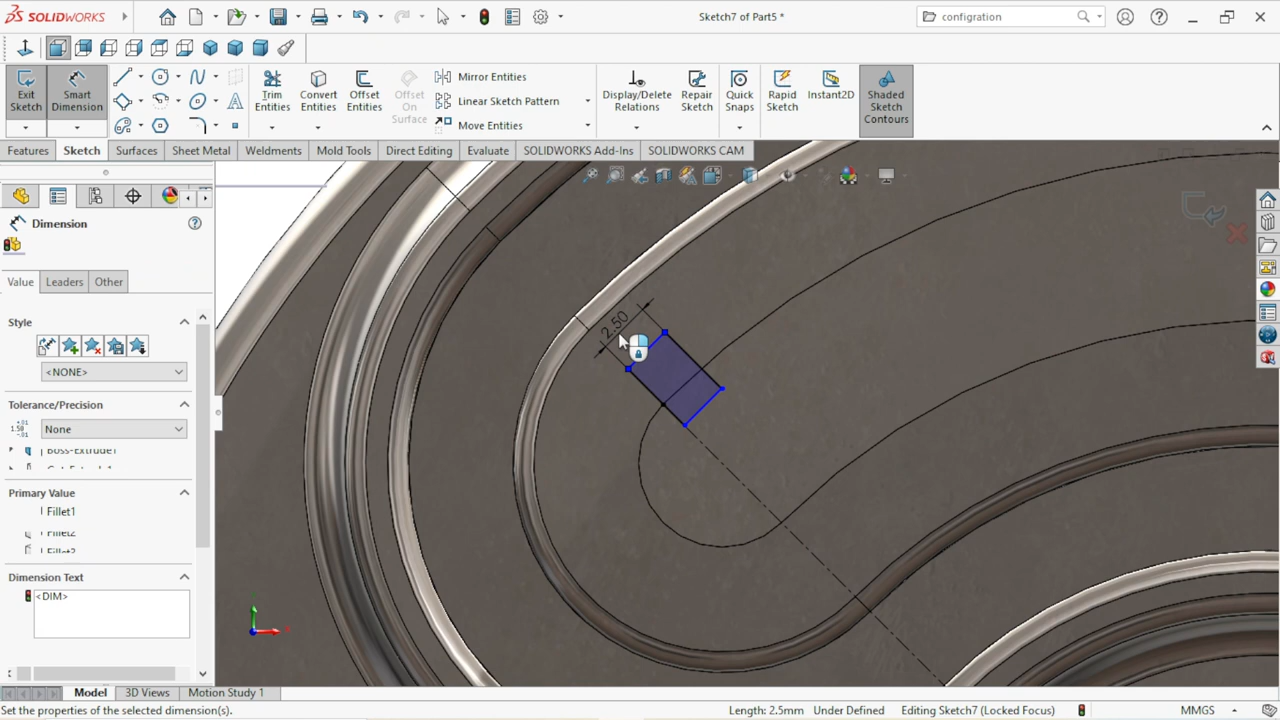 SOLIDWORKS
Sketch7 of Part5 *
configration
Exit Sketch
Smart Dimension
Trim Entities
Convert Entities
Offset Entities
Offset On Surface
Mirror Entities
Linear Sketch Pattern
Move Entities
Display/Delete Relations
Repair Sketch
Quick Snaps
Rapid Sketch
Instant2D
Shaded Sketch Contours
Features
Sketch
Surfaces
Sheet Metal
Weldments
Mold Tools
Direct Editing
Evaluate
SOLIDWORKS Add-Ins
SOLIDWORKS CAM
Dimension
Value
Leaders
Other
Style
<NONE>
Tolerance/Precision
None
Boss-Extrude1
Cut-Extrude1
Primary Value
Fillet1
Fillet2
Fillet3
Dimension Text
<DIM>
2.50
Model
3D Views
Motion Study 1
Set the properties of the selected dimension(s).
Length: 2.5mm
Under Defined
Editing Sketch7 (Locked Focus)
MMGS